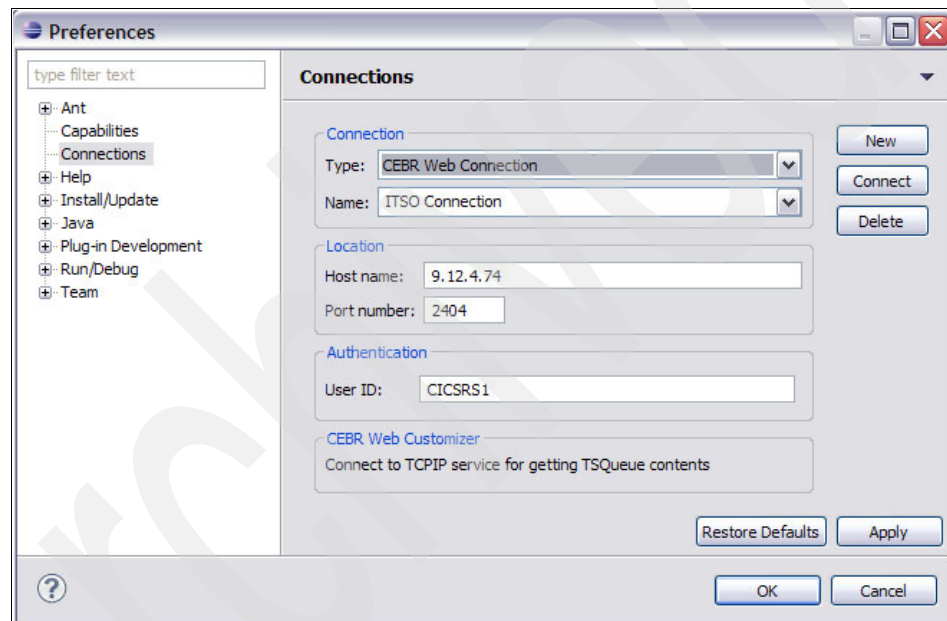 Preferences
type filter text
Ant
Capabilities
Connections
Help
Install/Update
Java
Plug-in Development
Run/Debug
Team
Connections
Connection
Type: CEBR Web Connection
Name: ITSO Connection
New
Connect
Delete
Location
Host name: 9.12.4.74
Port number: 2404
Authentication
User ID: CICSRS1
CEBR Web Customizer
Connect to TCPIP service for getting TSQueue contents
Restore Defaults Apply
? OK Cancel